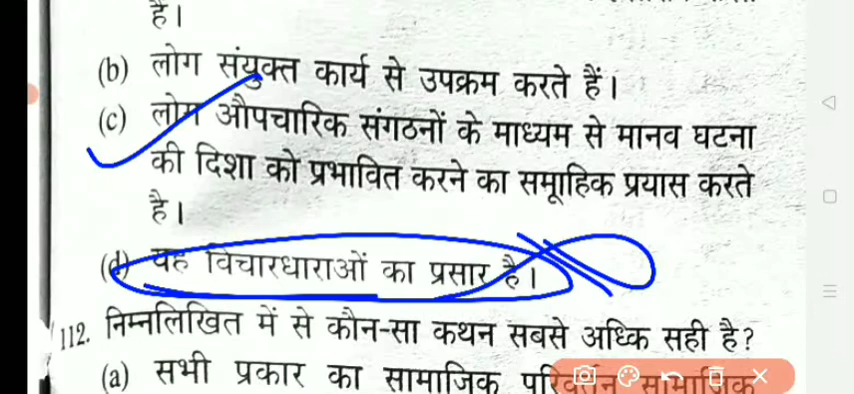 है।
(b) लोग संयुक्त कार्य से उपक्रम करते हैं।
(c) लोग औपचारिक संगठनों के माध्यम से मानव घटना
की दिशा को प्रभावित करने का समूाहिक प्रयास करते
है।
(d) यह विचारधाराओं का प्रसार है।
112. निम्नलिखित में से कौन-सा कथन सबसे अध्कि सही है?
(a) सभी प्रकार का सामाजिक परिवर्तन सामाजिक